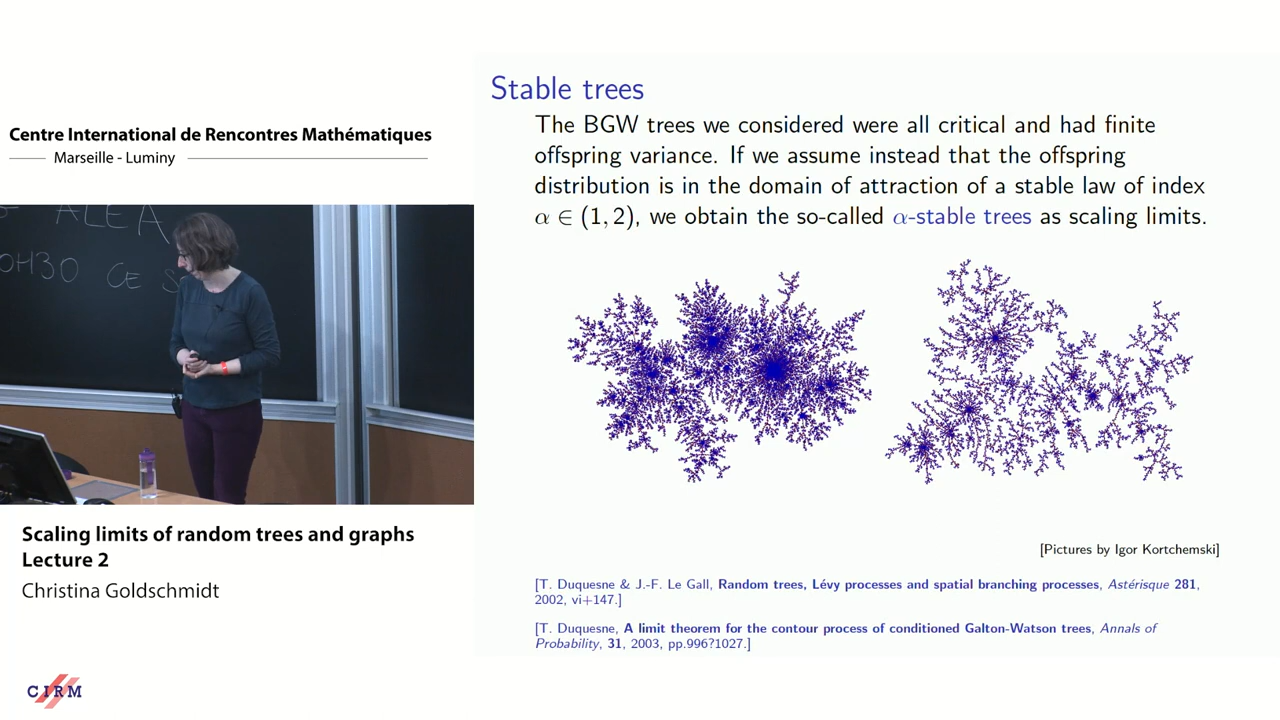 Centre International de Rencontres Mathématiques
Marseille - Luminy
ALEA
CE
Scaling limits of random trees and graphs
Lecture 2
Christina Goldschmidt
CIRM
Stable trees
The BGW trees we considered were all critical and had finite
offspring variance. If we assume instead that the offspring
distribution is in the domain of attraction of a stable law of index
α ∈ (1, 2), we obtain the so-called α-stable trees as scaling limits.
[Pictures by Igor Kortchemski]
[T. Duquesne & J.-F. Le Gall, Random trees, Lévy processes and spatial branching processes, Astérisque 281,
2002, vi+147.]
[T. Duquesne, A limit theorem for the contour process of conditioned Galton-Watson trees, Annals of
Probability, 31, 2003, pp.996?1027.]